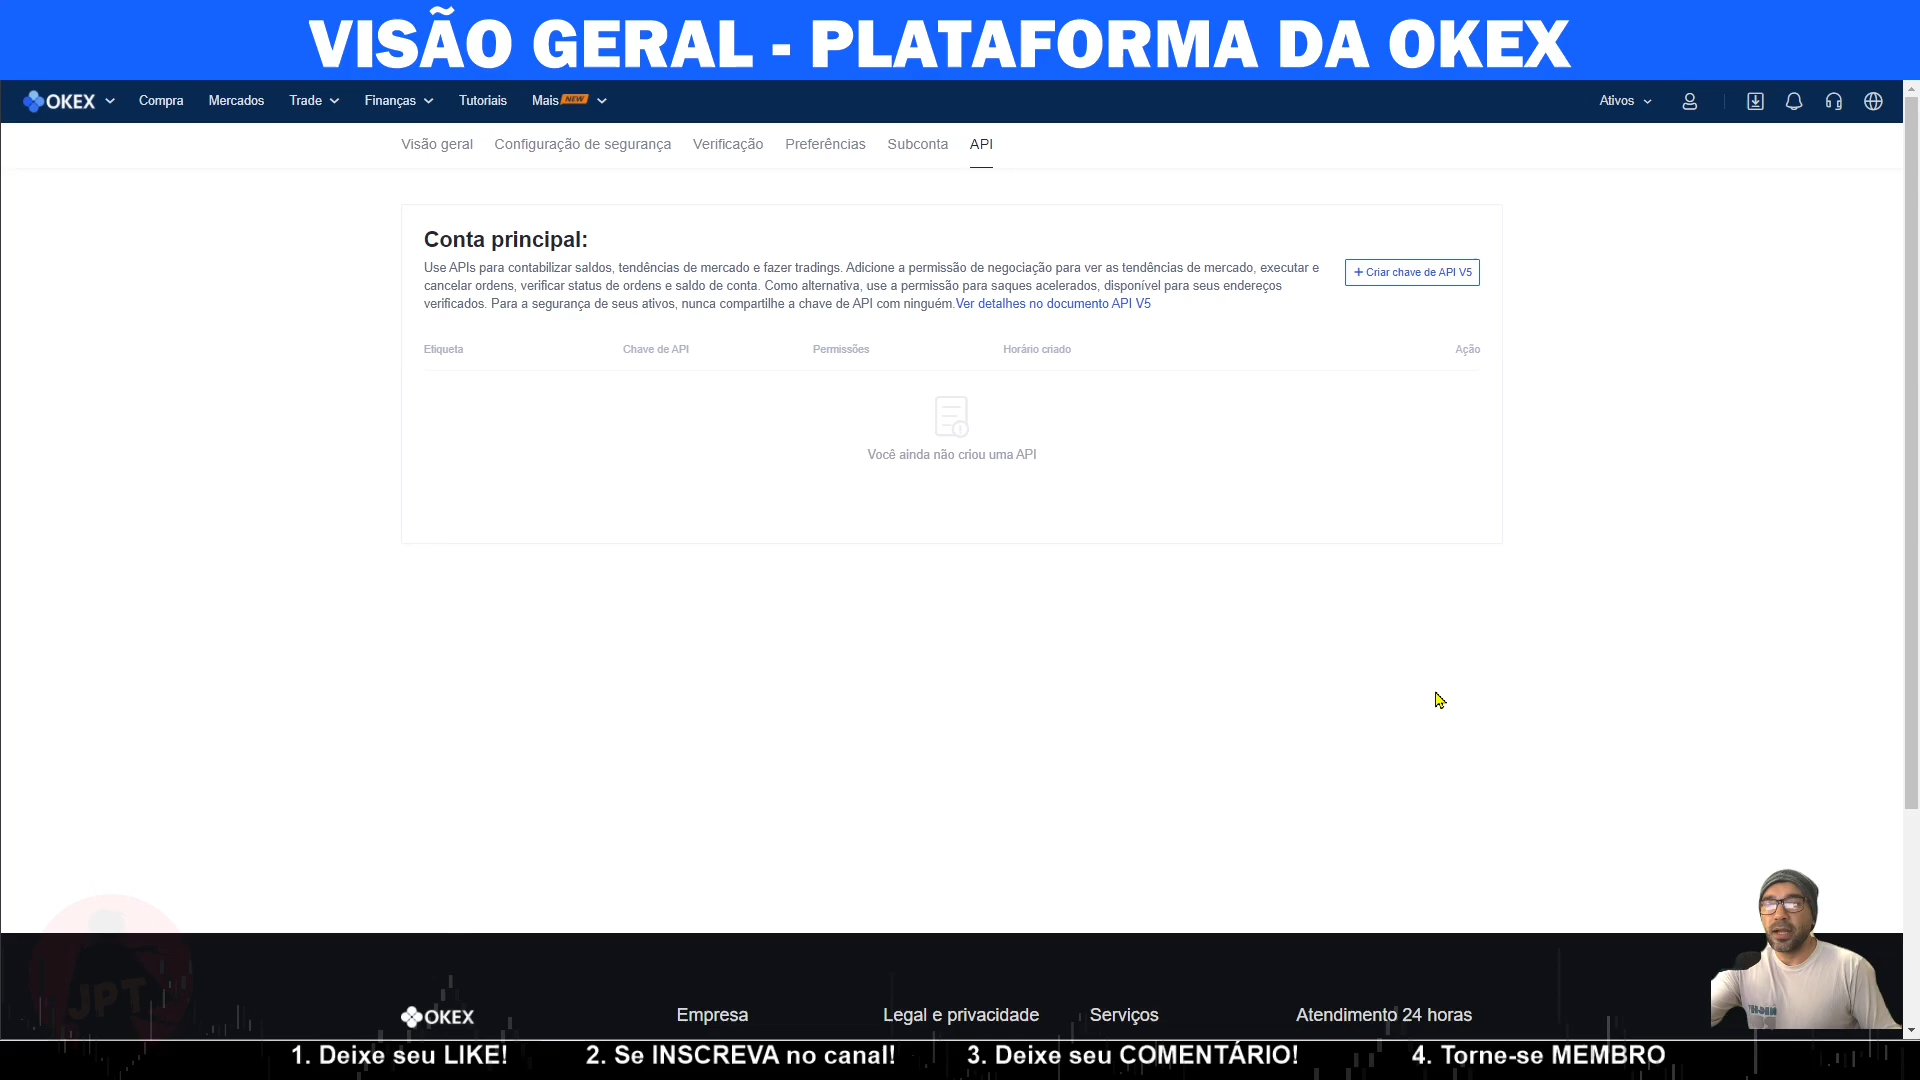 VISÃO GERAL - PLATAFORMA DA OKEX
OKEX Compra Mercados Trade Finanças Tutoriais Mais NEW Ativos
Visão geral Configuração de segurança Verificação Preferências Subconta API
Conta principal:
Use APIs para contabilizar saldos, tendências de mercado e fazer tradings. Adicione a permissão de negociação para ver as tendências de mercado, executar e
cancelar ordens, verificar status de ordens e saldo de conta. Como alternativa, use a permissão para saques acelerados, disponível para seus endereços
verificados. Para a segurança de seus ativos, nunca compartilhe a chave de API com ninguém.Ver detalhes no documento API V5
+ Criar chave de API V5
Etiqueta Chave de API Permissões Horário criado Ação
Você ainda não criou uma API
JPT
OKEX Empresa Legal e privacidade Serviços Atendimento 24 horas
1. Deixe seu LIKE! 2. Se INSCREVA no canal! 3. Deixe seu COMENTÁRIO! 4. Torne-se MEMBRO